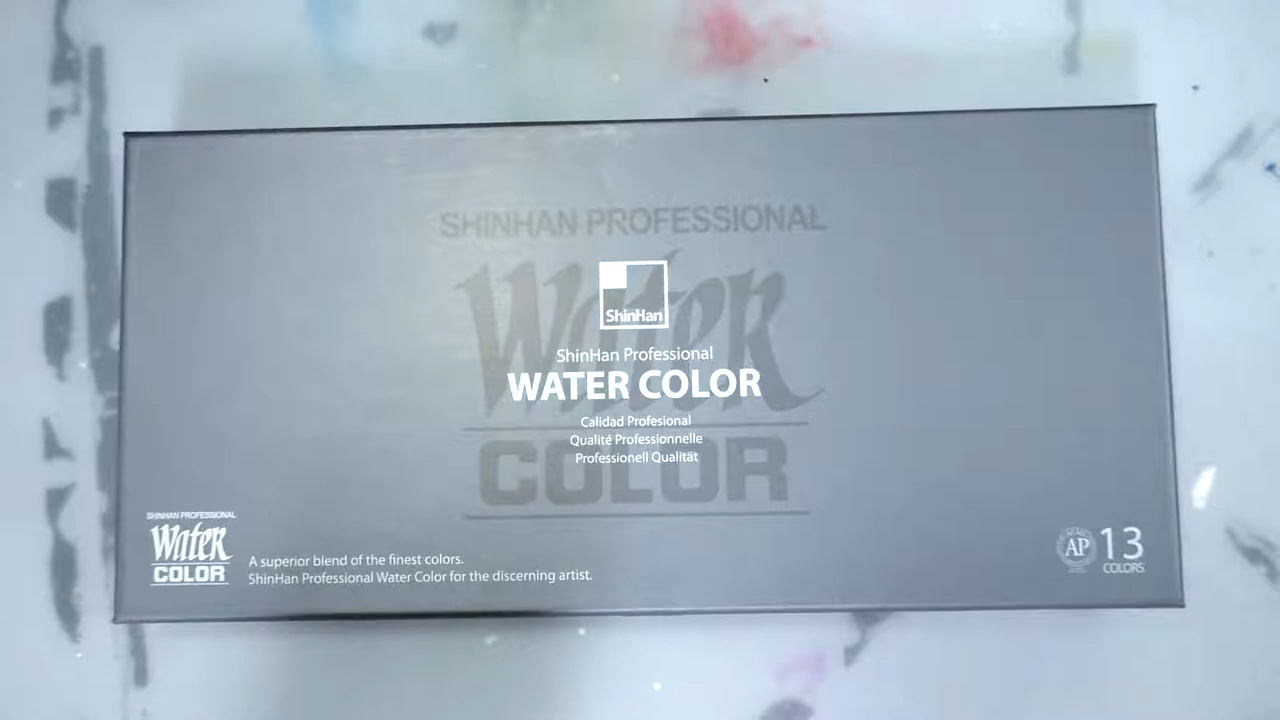 SHINHAN PROFESSIONAL
Water
COLOR
ShinHan
ShinHan Professional
WATER COLOR
Calidad Profesional
Qualité Professionnelle
Professionell Qualität
SHINHAN PROFESSIONAL
Water
COLOR
A superior blend of the finest colors.
ShinHan Professional Water Color for the discerning artist.
AP
13
COLORS